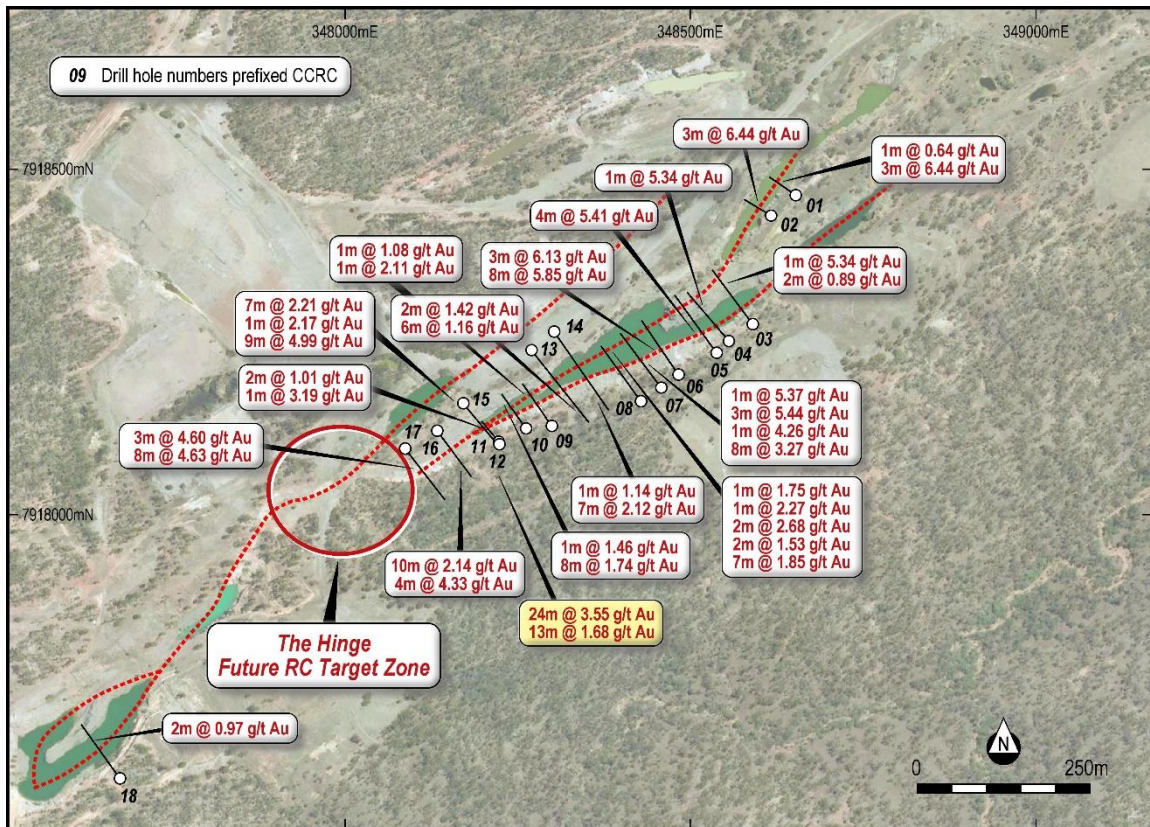 348000mE
348500mE
349000mE
09 Drill hole numbers prefixed CCRC
7918500mN
7918000mN
3m @ 6.44 g/t Au
1m @ 0.64 g/t Au
3m @ 6.44 g/t Au
1m @ 5.34 g/t Au
4m @ 5.41 g/t Au
01
02
1m @ 1.08 g/t Au
1m @ 2.11 g/t Au
3m @ 6.13 g/t Au
8m @ 5.85 g/t Au
1m @ 5.34 g/t Au
2m @ 0.89 g/t Au
7m @ 2.21 g/t Au
1m @ 2.17 g/t Au
9m @ 4.99 g/t Au
2m @ 1.42 g/t Au
6m @ 1.16 g/t Au
14
13
03
04
05
06
07
08
2m @ 1.01 g/t Au
1m @ 3.19 g/t Au
15
17
16
11
12
10
09
3m @ 4.60 g/t Au
8m @ 4.63 g/t Au
1m @ 5.37 g/t Au
3m @ 5.44 g/t Au
1m @ 4.26 g/t Au
8m @ 3.27 g/t Au
1m @ 1.14 g/t Au
7m @ 2.12 g/t Au
1m @ 1.75 g/t Au
1m @ 2.27 g/t Au
2m @ 2.68 g/t Au
2m @ 1.53 g/t Au
7m @ 1.85 g/t Au
1m @ 1.46 g/t Au
8m @ 1.74 g/t Au
10m @ 2.14 g/t Au
4m @ 4.33 g/t Au
24m @ 3.55 g/t Au
13m @ 1.68 g/t Au
The Hinge
Future RC Target Zone
2m @ 0.97 g/t Au
18
N
0
250m